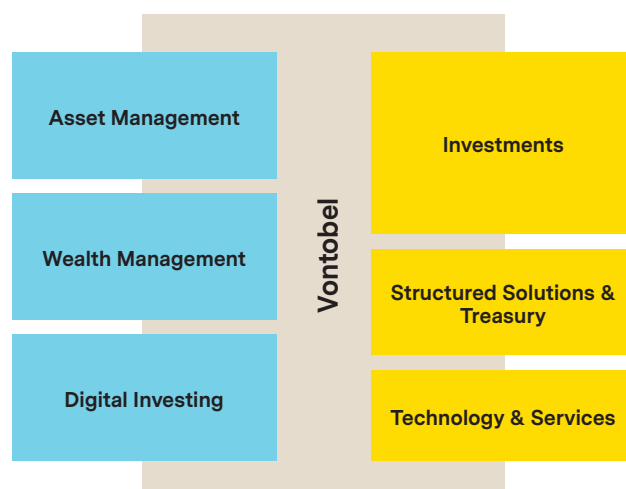 Asset Management
Wealth Management
Digital Investing
Vontobel
Investments
Structured Solutions &
Treasury
Technology & Services